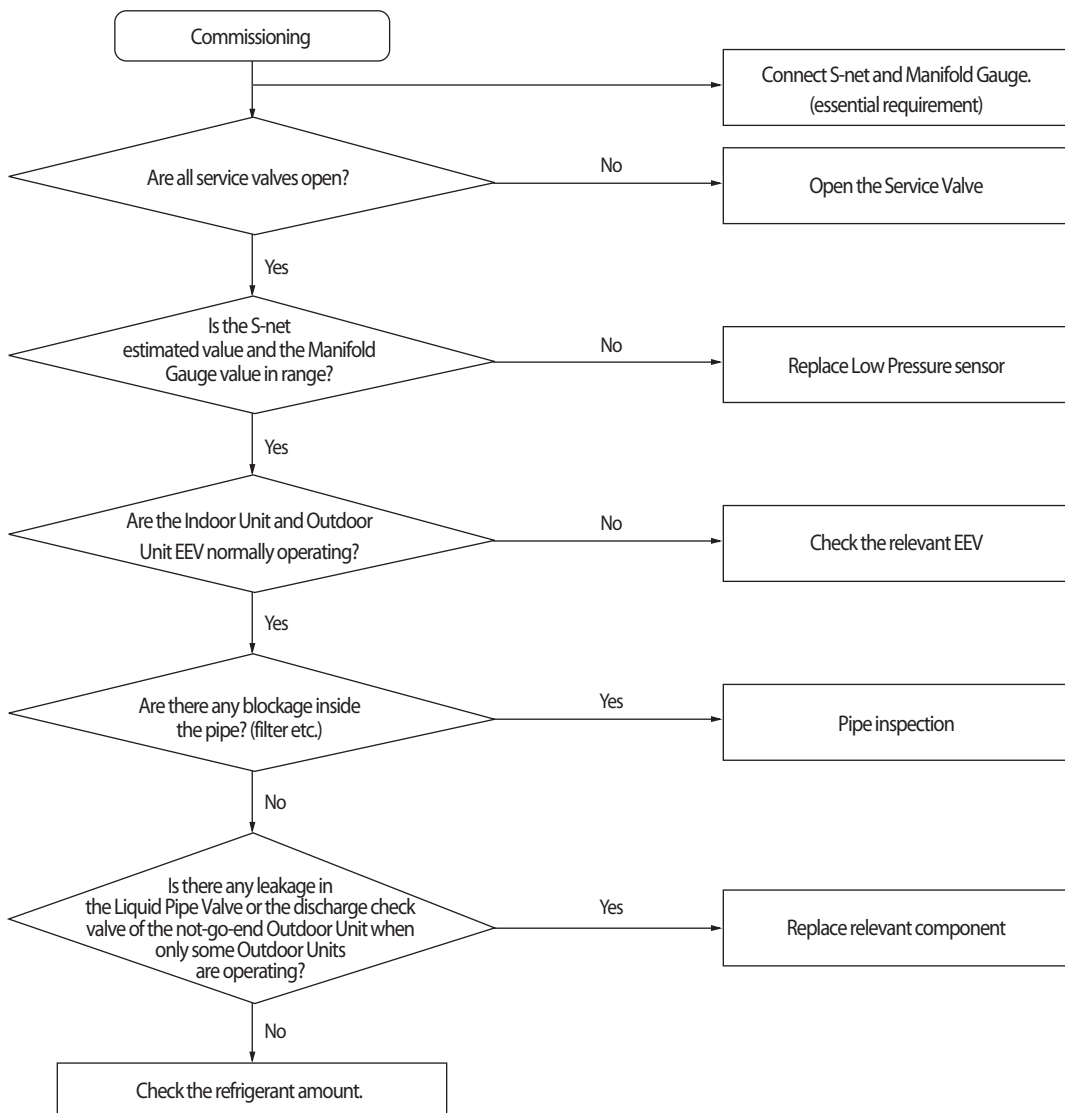 Commissioning
Connect S-net and Manifold Gauge.
(essential requirement)
Are all service valves open?
No
Open the Service Valve
Yes
Is the S-net
estimated value and the Manifold
Gauge value in range?
No
Replace Low Pressure sensor
Yes
Are the Indoor Unit and Outdoor
Unit EEV normally operating?
No
Check the relevant EEV
Yes
Are there any blockage inside
the pipe? (filter etc.)
Yes
Pipe inspection
No
Is there any leakage in
the Liquid Pipe Valve or the discharge check
valve of the not-go-end Outdoor Unit when
only some Outdoor Units
are operating?
Yes
Replace relevant component
No
Check the refrigerant amount.